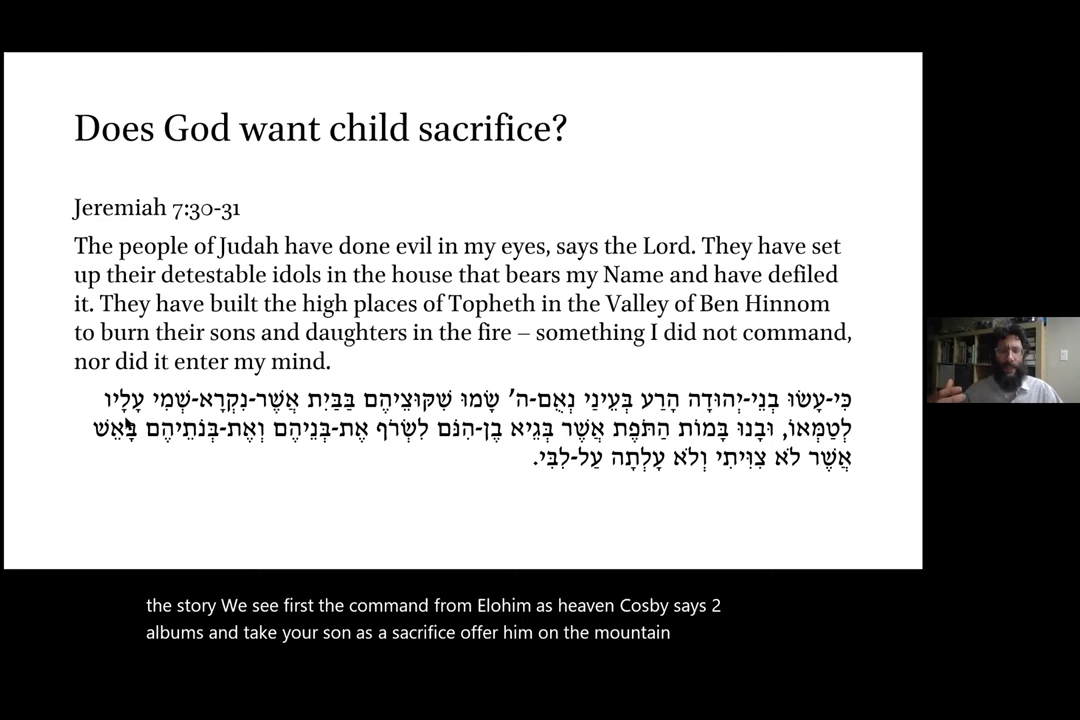 Does God want child sacrifice?
Jeremiah 7:30-31
The people of Judah have done evil in my eyes, says the Lord. They have set
up their detestable idols in the house that bears my Name and have defiled
it. They have built the high places of Topheth in the Valley of Ben Hinnom
to burn their sons and daughters in the fire – something I did not command,
nor did it enter my mind.
כִּי-עָשׂוּ בְנֵי-יְהוּדָה הָרַע בְּעֵינַי נְאֻם-ה׳ שָׂמוּ שִׁקּוּצֵיהֶם בַּבַּיִת אֲשֶׁר-נִקְרָא-שְׁמִי עָלָיו
לְטַמְּאוֹ, וּבָנוּ בָּמוֹת הַתֹּפֶת אֲשֶׁר בְּגֵיא בֶן-הִנֹּם לִשְׂרֹף אֶת-בְּנֵיהֶם וְאֶת-בְּנֹתֵיהֶם בָּאֵשׁ
אֲשֶׁר לֹא צִוִּיתִי וְלֹא עָלְתָה עַל-לִבִּי.
the story We see first the command from Elohim as heaven Cosby says 2
albums and take your son as a sacrifice offer him on the mountain